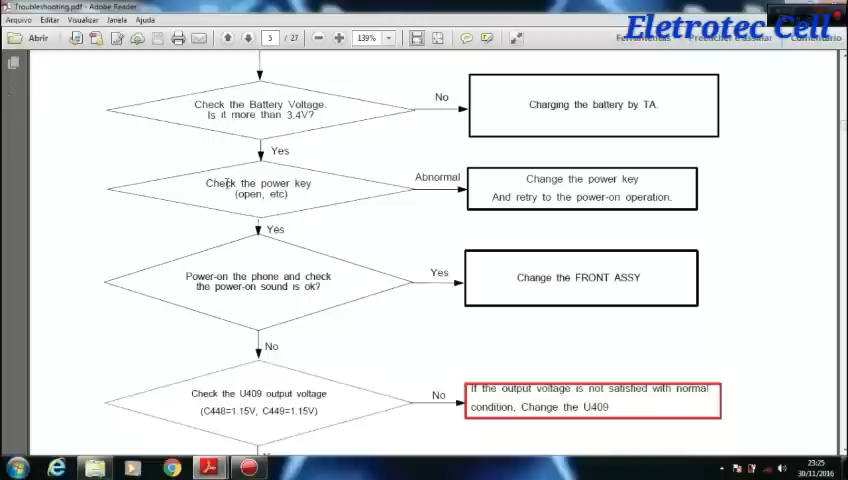 Troubleshooting.pdf - Adobe Reader
Arquivo Editar Visualizar Janela Ajuda
Eletrotec Cell
Abrir 5 / 27 139% Comentário
Check the Battery Voltage.
Is it more than 3.4V?
No
Charging the battery by TA.
Yes
Check the power key
(open, etc)
Abnormal
Change the power key
And retry to the power-on operation.
Yes
Power-on the phone and check
the power-on sound is ok?
Yes
Change the FRONT ASSY
No
Check the U409 output voltage
(C448=1.15V, C449=1.15V)
No
If the output voltage is not satisfied with normal
condition, Change the U409
23:25
30/11/2016